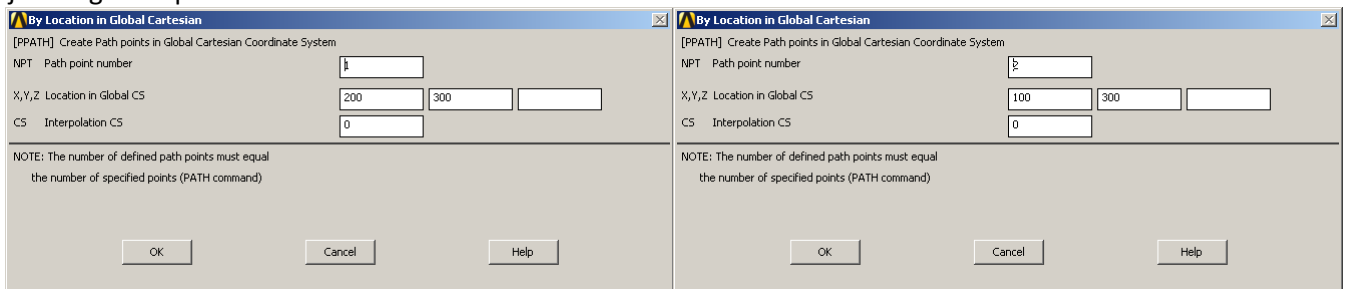 By Location in Global Cartesian
[PPATH] Create Path points in Global Cartesian Coordinate System
NPT Path point number 1
X,Y,Z Location in Global CS 200 300
CS Interpolation CS 0
NOTE: The number of defined path points must equal
the number of specified points (PATH command)
OK Cancel Help
By Location in Global Cartesian
[PPATH] Create Path points in Global Cartesian Coordinate System
NPT Path point number 2
X,Y,Z Location in Global CS 100 300
CS Interpolation CS 0
NOTE: The number of defined path points must equal
the number of specified points (PATH command)
OK Cancel Help